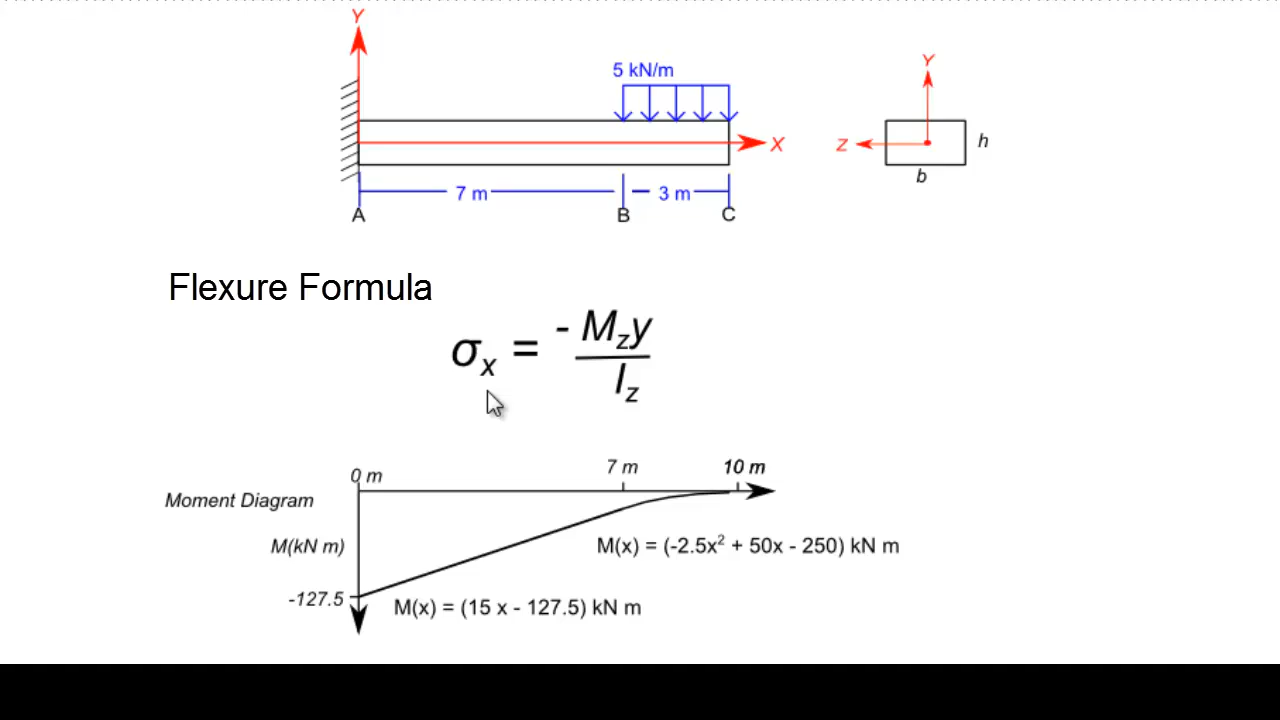 Y
5 kN/m
X
7 m
3 m
A
B
C
Y
Z
h
b
Flexure Formula
σx = - Mzy / Iz
0 m
7 m
10 m
Moment Diagram
M(kN m)
M(x) = (-2.5x² + 50x - 250) kN m
-127.5
M(x) = (15 x - 127.5) kN m